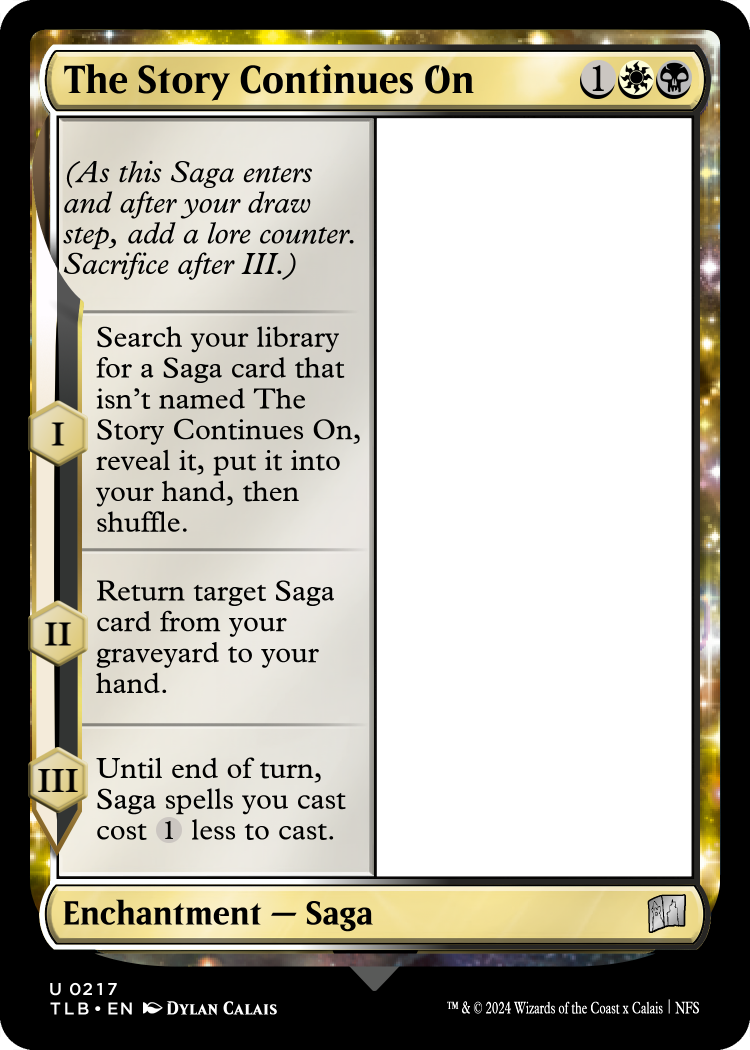 The Story Continues On 1
(As this Saga enters
and after your draw
step, add a lore counter.
Sacrifice after III.)
I
Search your library
for a Saga card that
isn’t named The
Story Continues On,
reveal it, put it into
your hand, then
shuffle.
II
Return target Saga
card from your
graveyard to your
hand.
III
Until end of turn,
Saga spells you cast
cost 1 less to cast.
Enchantment — Saga
U 0217
TLB • EN DYLAN CALAIS
™ & © 2024 Wizards of the Coast x Calais | NFS